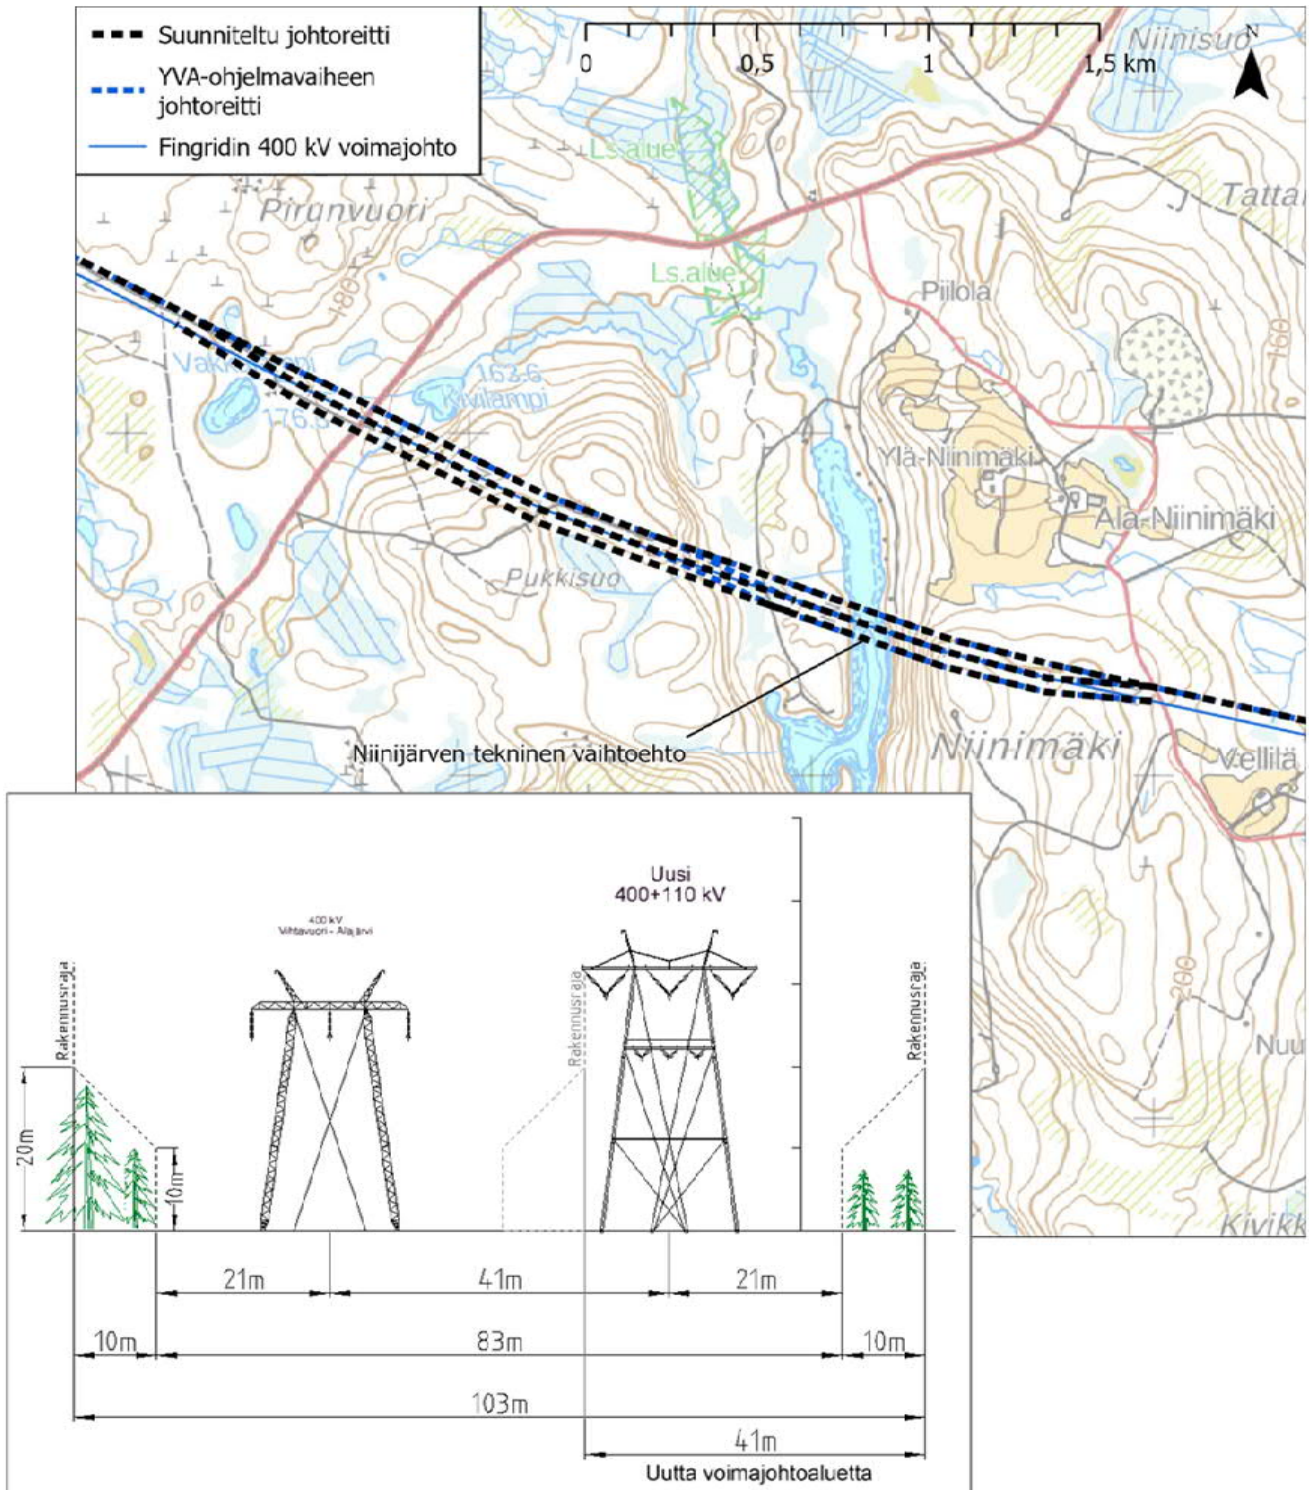 Suunniteltu johtoreitti
YVA-ohjelmavaiheen
johtoreitti
Fingridin 400 kV voimajohto
0
0,5
1
1,5 km
N
Niinisuo
Ls.alue
Tattar
Pirunvuori
180
Ls.alue
Piilola
160
163.6
Kivilampi
176.3
Ylä-Niinimäki
Ala-Niinimäki
Pukkisuo
Niinijärven tekninen vaihtoehto
Niinimäki
Vellilä
200
Nuu
Kivikk
Uusi
400+110 kV
400 kV
Vihtavuori - Alajärvi
Rakennusraja
Rakennusraja
Rakennusraja
20m
10m
21m
41m
21m
10m
83m
10m
103m
41m
Uutta voimajohtoaluetta